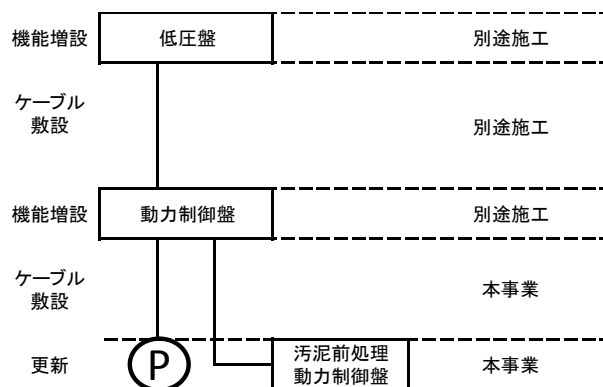 機能増設 低圧盤 別途施工
ケーブル
敷設
別途施工
機能増設 動力制御盤 別途施工
ケーブル
敷設
本事業
更新 P 汚泥前処理
動力制御盤 本事業